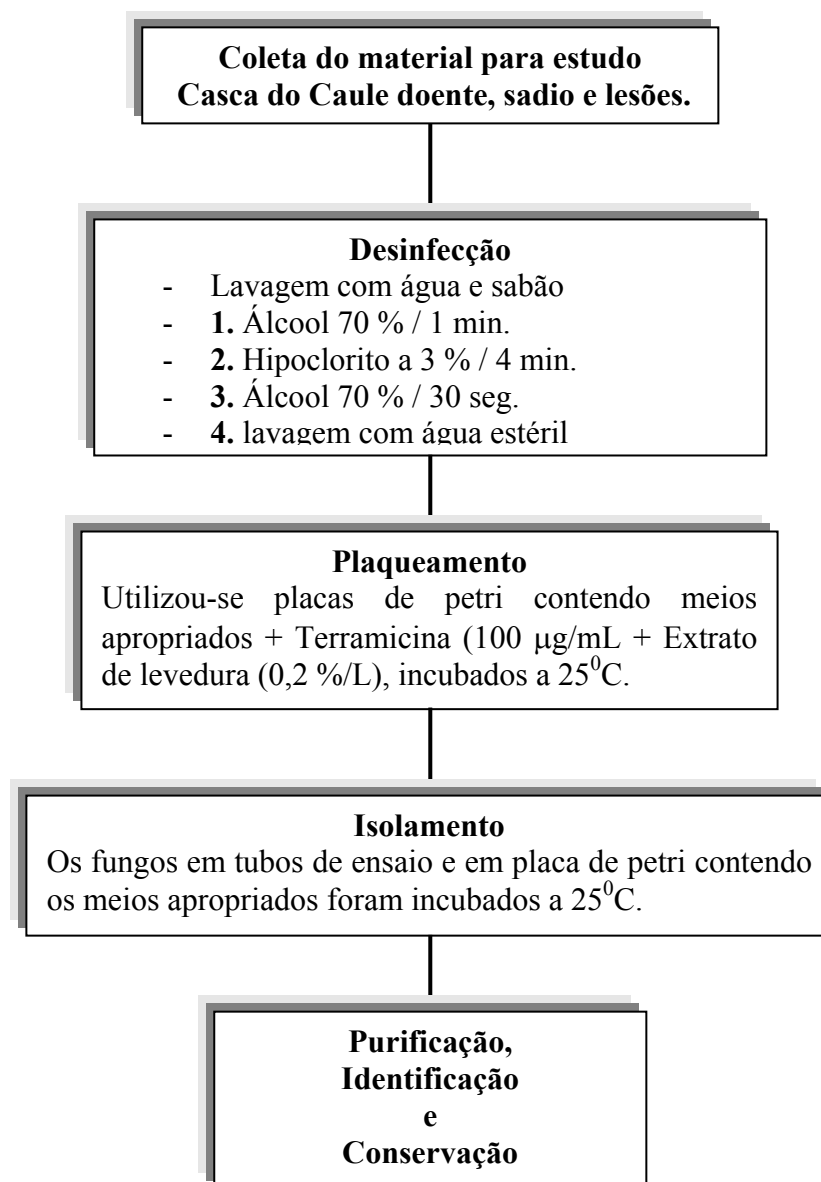 Coleta do material para estudo
Casca do Caule doente, sadio e lesões.
Desinfecção
- Lavagem com água e sabão
- 1. Álcool 70 % / 1 min.
- 2. Hipoclorito a 3 % / 4 min.
- 3. Álcool 70 % / 30 seg.
- 4. lavagem com água estéril
Plaqueamento
Utilizou-se placas de petri contendo meios
apropriados + Terramicina (100 μg/mL + Extrato
de levedura (0,2 %/L), incubados a 25⁰C.
Isolamento
Os fungos em tubos de ensaio e em placa de petri contendo
os meios apropriados foram incubados a 25⁰C.
Purificação,
Identificação
e
Conservação